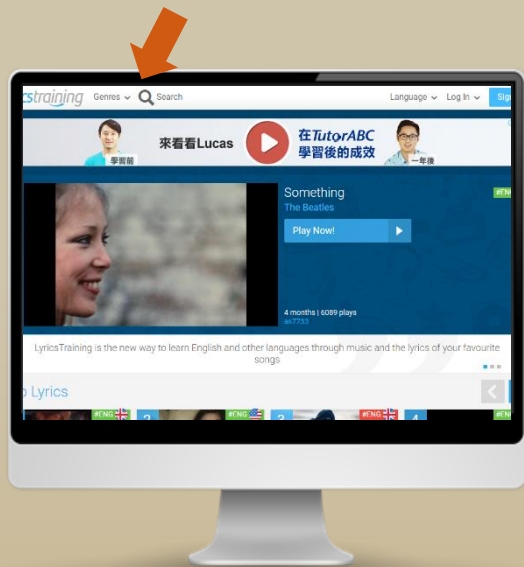 cstraining Genres Search Language Log In Sig
學習前 來看看Lucas 在TutorABC
學習後的成效 一年後
Something
The Beatles
Play Now!
4 months | 6089 plays
as7733
LyricsTraining is the new way to learn English and other languages through music and the lyrics of your favourite
songs
Lyrics
#ENG 2 #ENG 3 #ENG 4